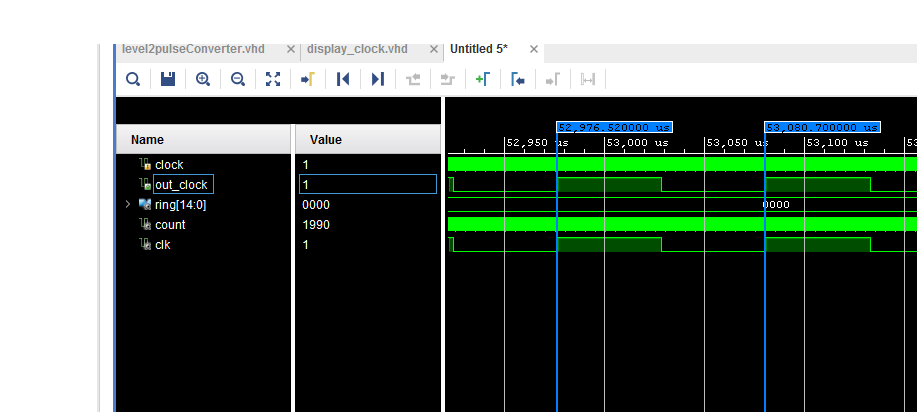 level2pulseConverter.vhd × display_clock.vhd × Untitled 5* ×
52,976.520000 us 53,080.700000 us
Name Value
52,950 us 53,000 us 53,050 us 53,100 us 53
clock 1
out_clock 1
ring[14:0] 0000 0000
count 1990
clk 1